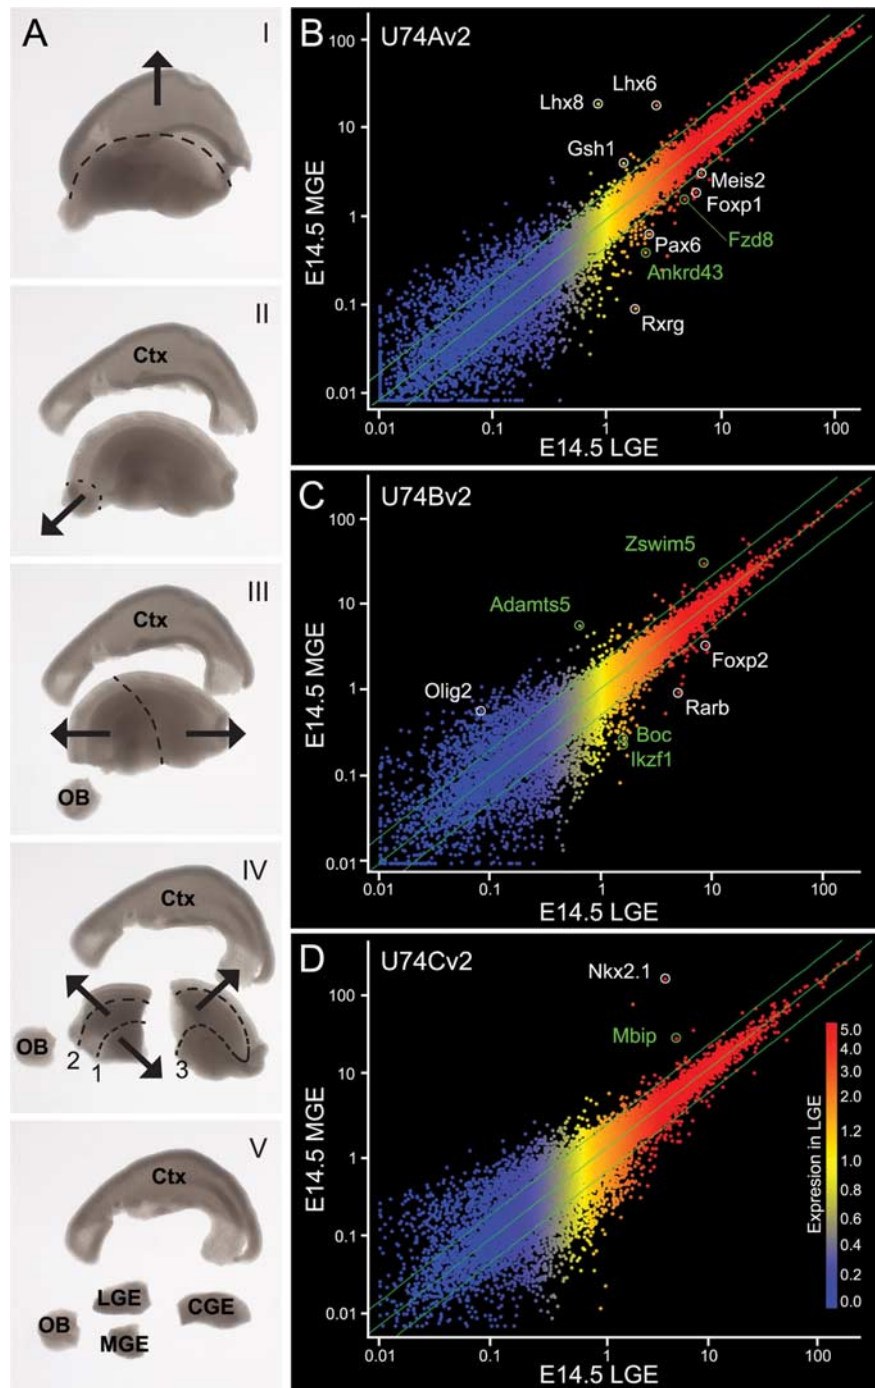 A
I
II
Ctx
III
Ctx
OB
IV
Ctx
OB
2
1
3
V
Ctx
LGE
CGE
OB
MGE
B
U74Av2
E14.5 MGE
100
10
1
0.1
0.01
Lhx6
Lhx8
Gsh1
Meis2
Foxp1
Fzd8
Pax6
Ankrd43
Rxrg
0.01
0.1
1
10
100
E14.5 LGE
C
U74Bv2
E14.5 MGE
100
10
1
0.1
0.01
Zswim5
Adamts5
Foxp2
Olig2
Rarb
Boc
Ikzf1
0.01
0.1
1
10
100
E14.5 LGE
D
U74Cv2
E14.5 MGE
100
10
1
0.1
0.01
Nkx2.1
Mbip
Expresion in LGE
5.0
4.0
3.0
2.0
1.2
1.0
0.8
0.6
0.4
0.2
0.0
0.01
0.1
1
10
100
E14.5 LGE